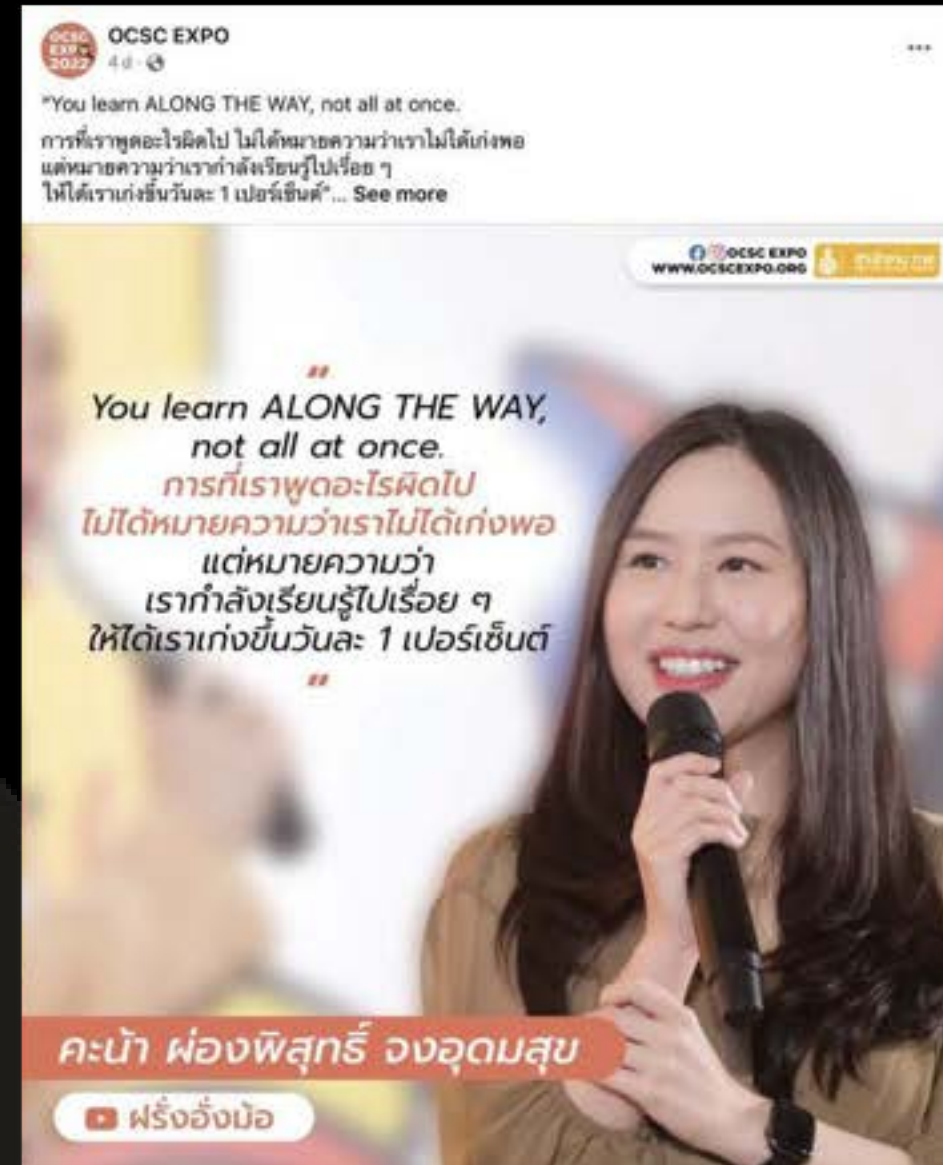 OCSC EXPO
OCSC
EXPO
2022
4d
"You learn ALONG THE WAY, not all at once.
การที่เราพูดอะไรผิดไป ไม่ได้หมายความว่าเราไม่ได้เก่งพอ
แต่หมายความว่าเรากำลังเรียนรู้ไปเรื่อย ๆ
ให้ได้เราเก่งขึ้นวันละ 1 เปอร์เซ็นต์"... See more
OCSC EXPO
WWW.OCSCEXPO.ORG
"
You learn ALONG THE WAY,
not all at once.
การที่เราพูดอะไรผิดไป
ไม่ได้หมายความว่าเราไม่ได้เก่งพอ
แต่หมายความว่า
เรากำลังเรียนรู้ไปเรื่อย ๆ
ให้ได้เราเก่งขึ้นวันละ 1 เปอร์เซ็นต์
"
คะน้า ผ่องพิสุทธิ์ จงอุดมสุข
ฝรั่งอั่งม้อ